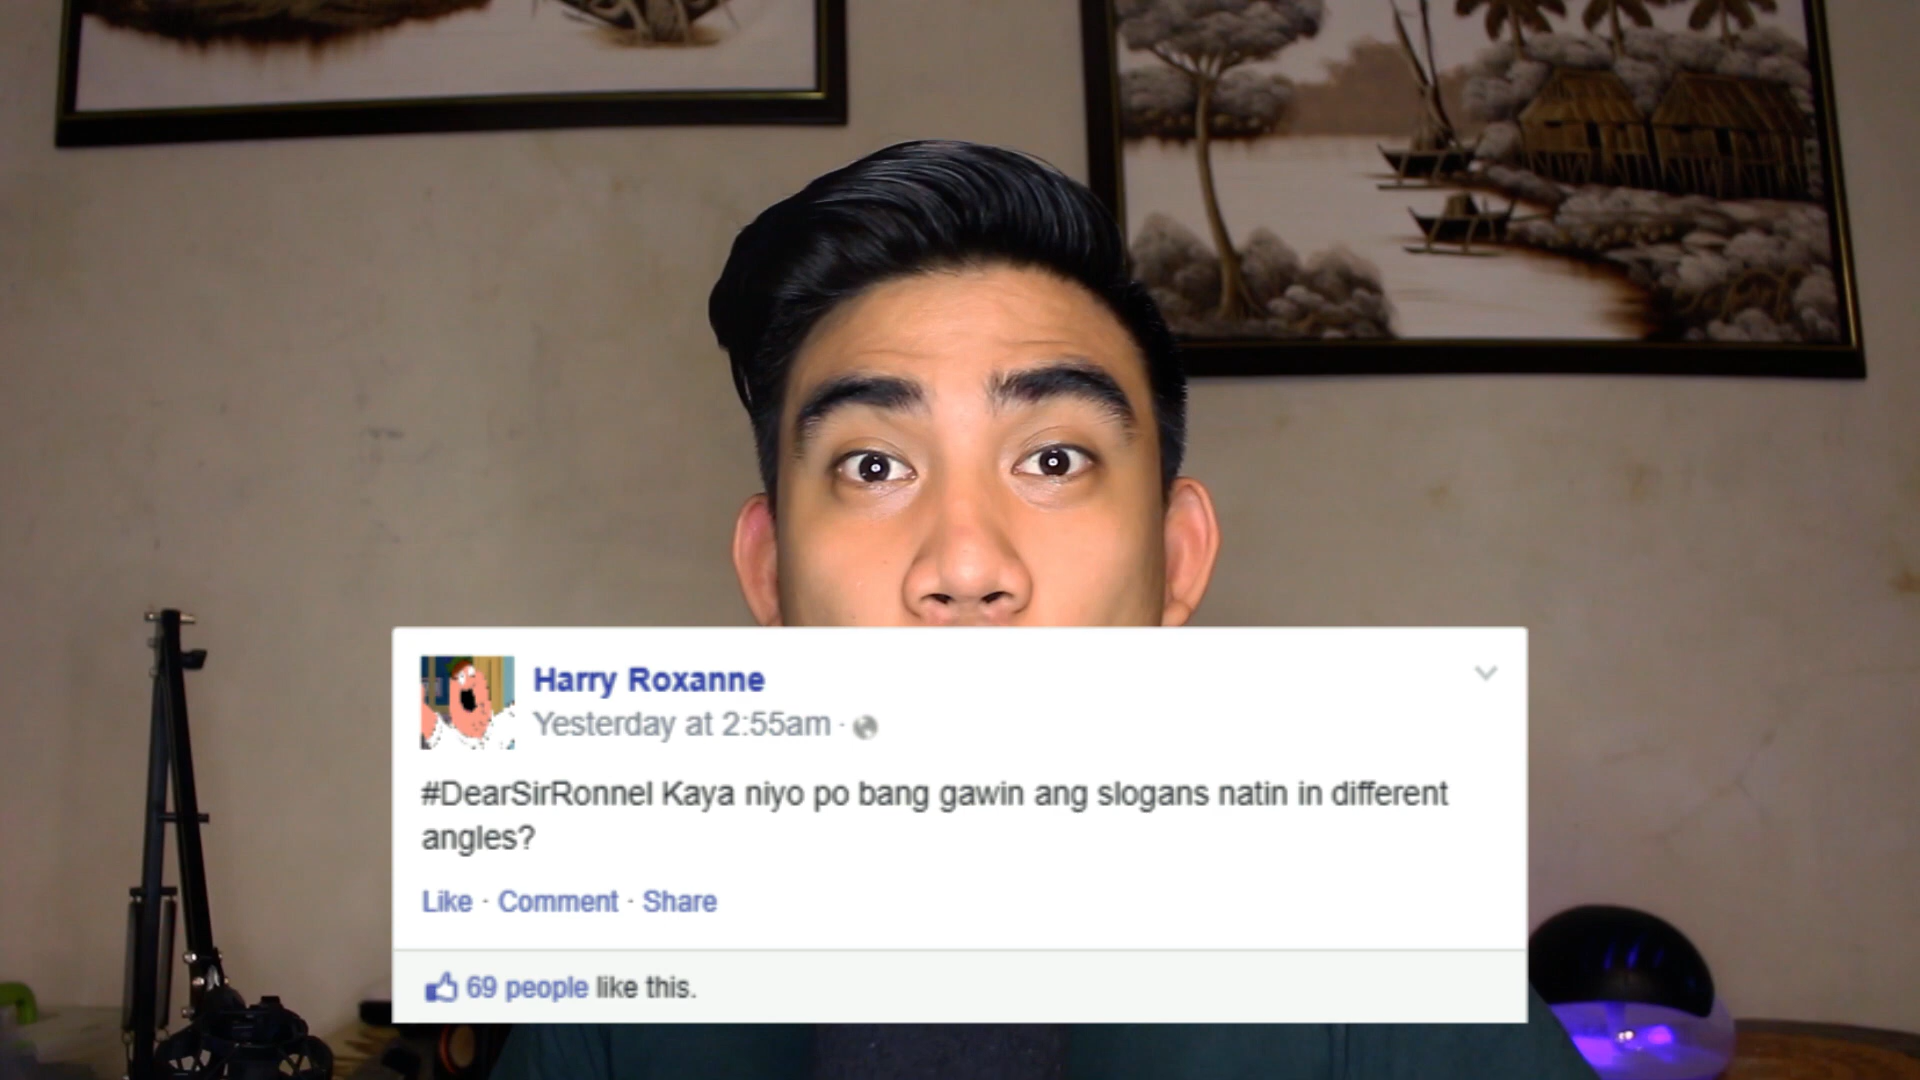 Harry Roxanne
Yesterday at 2:55am ·
#DearSirRonnel Kaya niyo po bang gawin ang slogans natin in different
angles?
Like · Comment · Share
69 people like this.